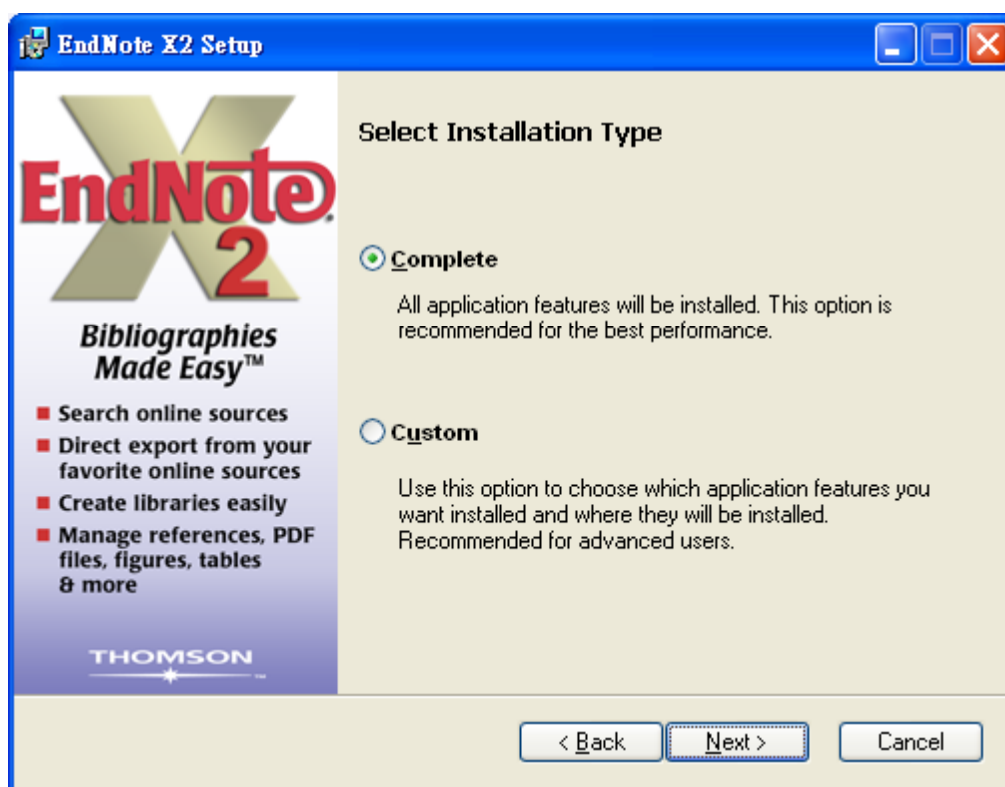 EndNote X2 Setup
X
EndNote
2
Bibliographies
Made Easy™
Search online sources
Direct export from your
favorite online sources
Create libraries easily
Manage references, PDF
files, figures, tables
& more
THOMSON
Select Installation Type
Complete
All application features will be installed. This option is
recommended for the best performance.
Custom
Use this option to choose which application features you
want installed and where they will be installed.
Recommended for advanced users.
< Back
Next >
Cancel